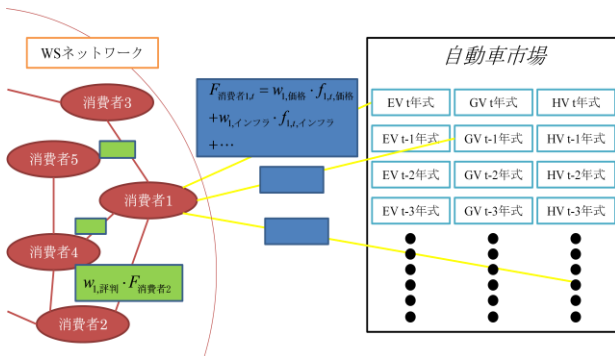 WSネットワーク
消費者3
消費者5
消費者1
消費者4
消費者2
w1,評判・F消費者2
F消費者1,t = w1,価格・f1,t,価格
+w1,インフラ・f1,t,インフラ
+⋯
自動車市場
EV t年式 GV t年式 HV t年式
EV t-1年式 GV t-1年式 HV t-1年式
EV t-2年式 GV t-2年式 HV t-2年式
EV t-3年式 GV t-3年式 HV t-3年式